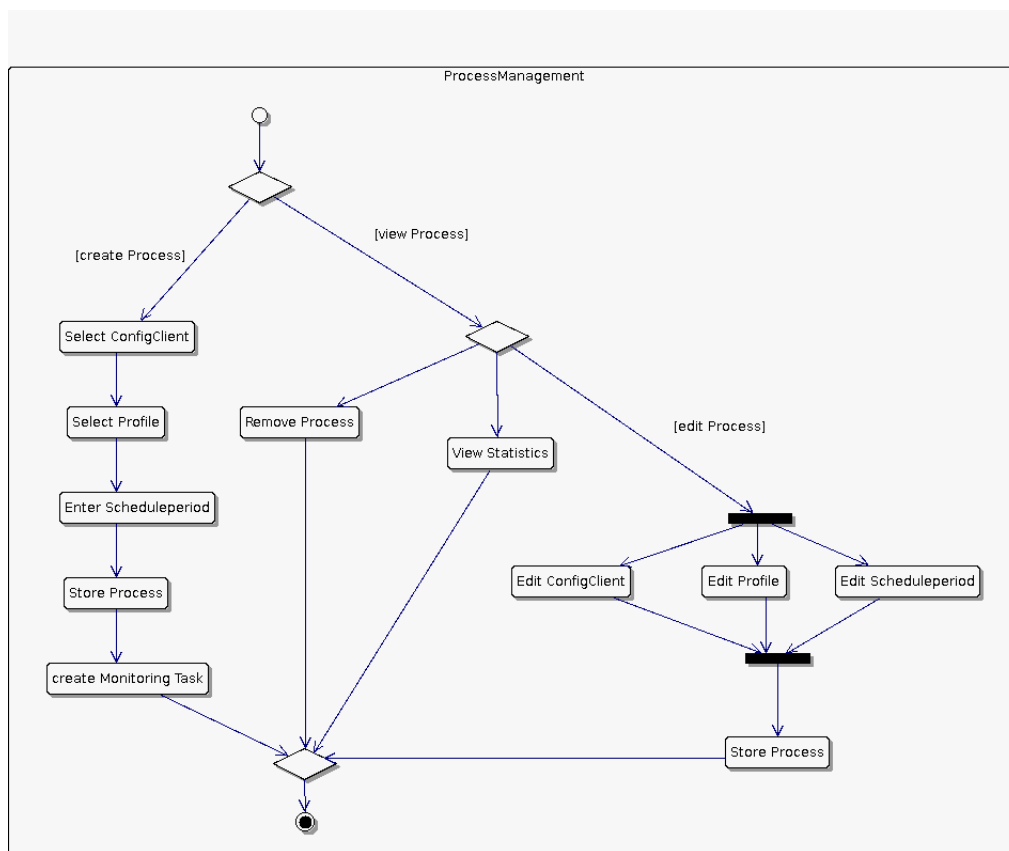 ProcessManagement
[view Process]
[create Process]
Select ConfigClient
Select Profile
Remove Process
[edit Process]
View Statistics
Enter Scheduleperiod
Edit ConfigClient
Edit Profile
Edit Scheduleperiod
Store Process
create Monitoring Task
Store Process